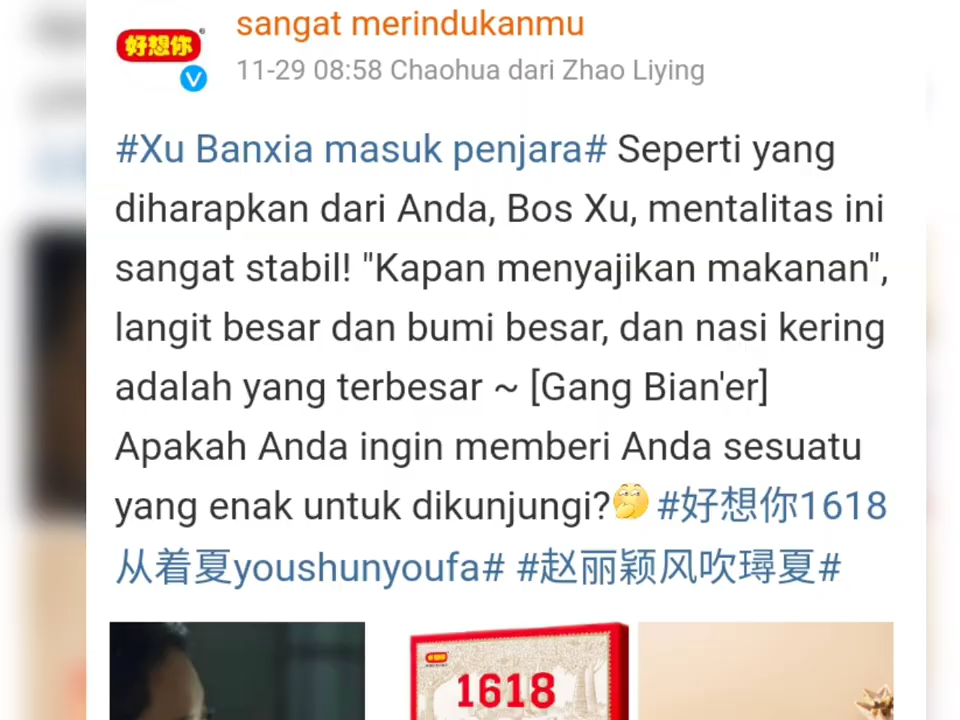 好想你
sangat merindukanmu
11-29 08:58 Chaohua dari Zhao Liying
#Xu Banxia masuk penjara# Seperti yang
diharapkan dari Anda, Bos Xu, mentalitas ini
sangat stabil! "Kapan menyajikan makanan",
langit besar dan bumi besar, dan nasi kering
adalah yang terbesar ~ [Gang Bian'er]
Apakah Anda ingin memberi Anda sesuatu
yang enak untuk dikunjungi? #好想你1618
从着夏youshunyoufa# #赵丽颖风吹璕夏#
好想你
1618